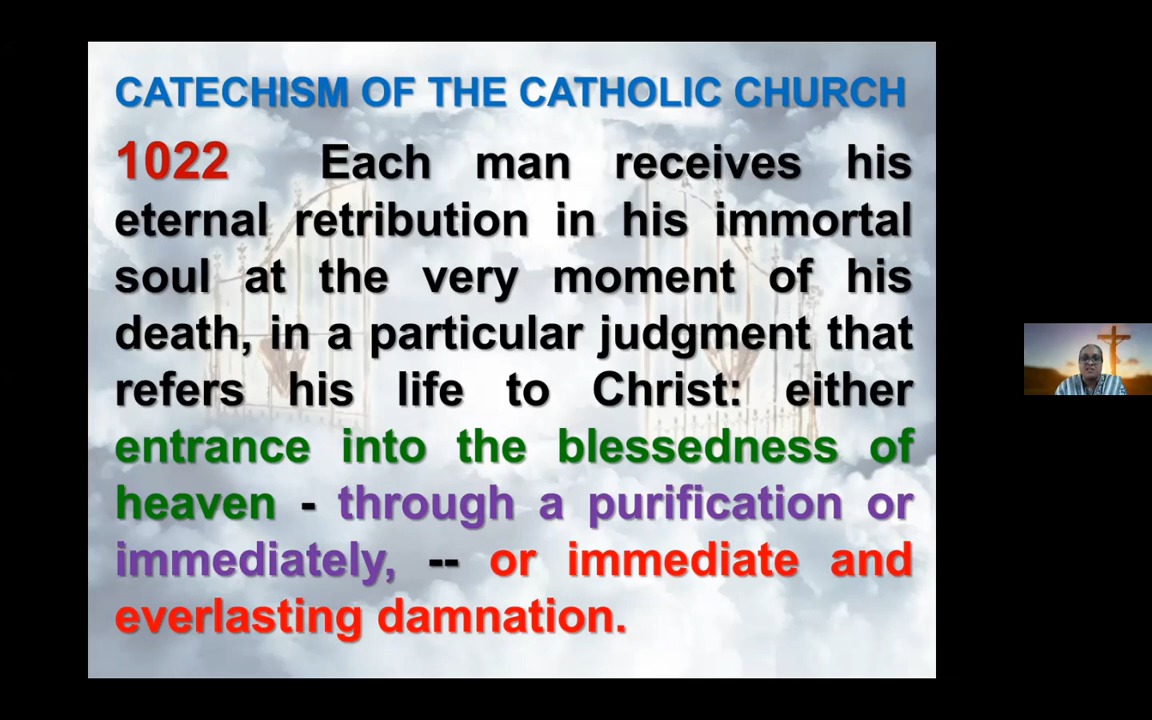 CATECHISM OF THE CATHOLIC CHURCH
1022 Each man receives his
eternal retribution in his immortal
soul at the very moment of his
death, in a particular judgment that
refers his life to Christ: either
entrance into the blessedness of
heaven - through a purification or
immediately, -- or immediate and
everlasting damnation.